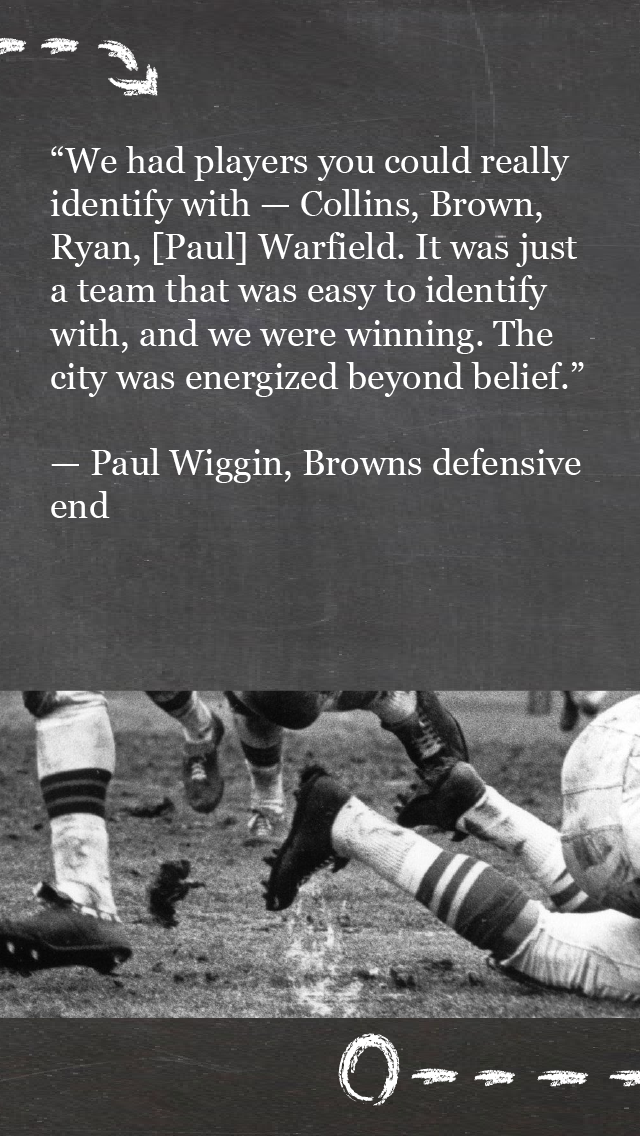 “We had players you could really
identify with — Collins, Brown,
Ryan, [Paul] Warfield. It was just
a team that was easy to identify
with, and we were winning. The
city was energized beyond belief.”
— Paul Wiggin, Browns defensive
end